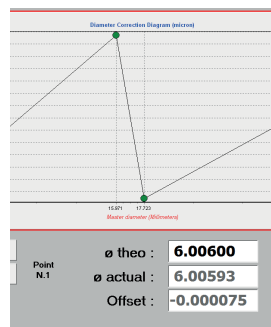 Diameter Correction Diagram (micron)
15.971 17.723
Master diameter (Millimeters)
ø theo : 6.00600
Point
N.1
ø actual : 6.00593
Offset : -0.000075